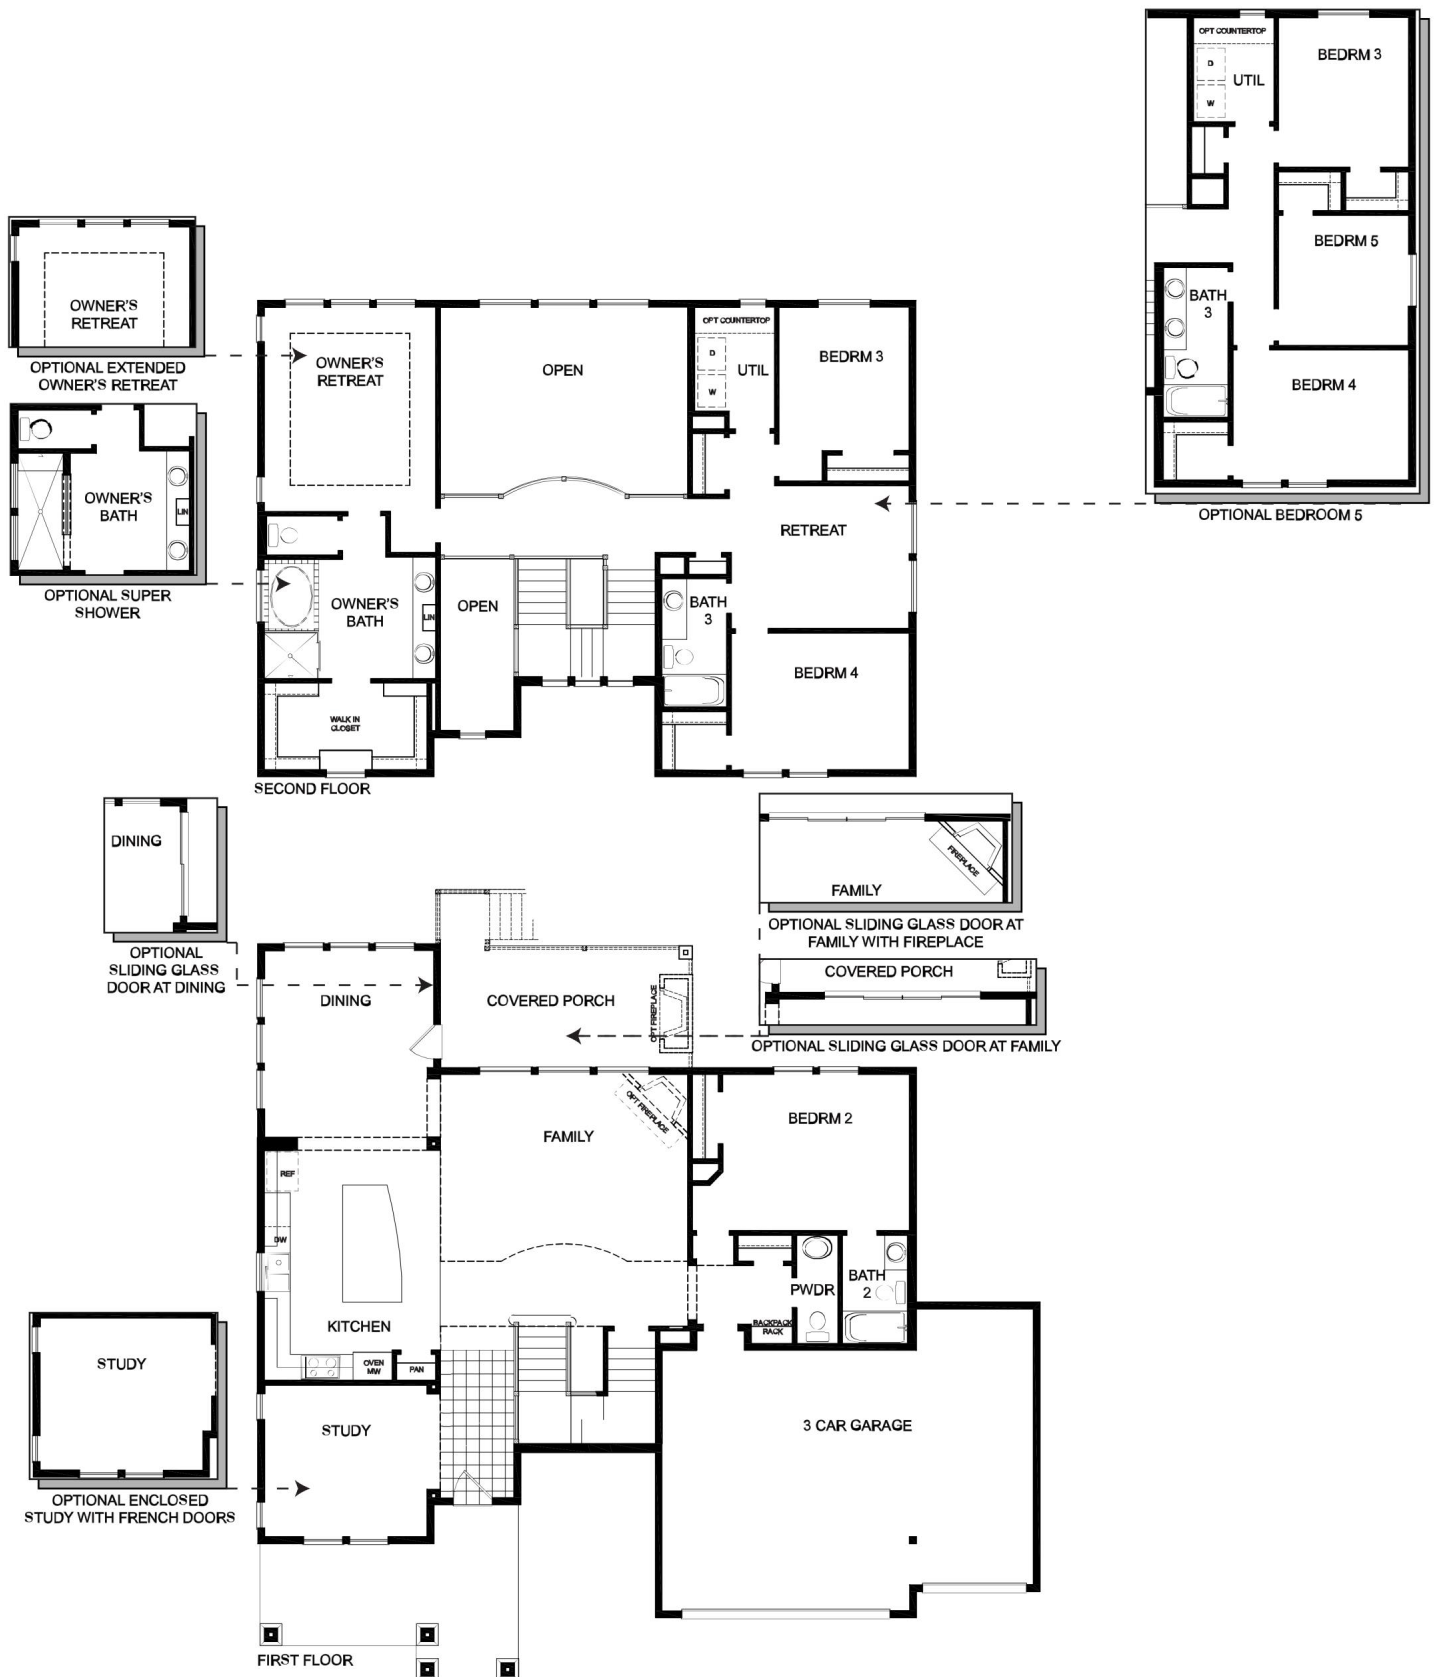 OPT COUNTERTOP
D
W
UTIL
BEDRM 3
BEDRM 5
BATH
3
BEDRM 4
OPTIONAL BEDROOM 5
OWNER'S
RETREAT
OPTIONAL EXTENDED
OWNER'S RETREAT
OWNER'S
BATH
LIN
OPTIONAL SUPER
SHOWER
OWNER'S
RETREAT
OPEN
OPT COUNTERTOP
D
W
UTIL
BEDRM 3
RETREAT
OWNER'S
BATH
LIN
OPEN
BATH
3
BEDRM 4
WALK IN
CLOSET
SECOND FLOOR
DINING
OPTIONAL
SLIDING GLASS
DOOR AT DINING
FIREPLACE
FAMILY
OPTIONAL SLIDING GLASS DOOR AT
FAMILY WITH FIREPLACE
COVERED PORCH
OPTIONAL SLIDING GLASS DOOR AT FAMILY
DINING
COVERED PORCH
OPT FIREPLACE
OPT FIREPLACE
FAMILY
BEDRM 2
REF
DW
KITCHEN
OVEN
MW
PAN
PWDR
BATH
2
BACKPACK
RACK
STUDY
OPTIONAL ENCLOSED
STUDY WITH FRENCH DOORS
STUDY
3 CAR GARAGE
FIRST FLOOR